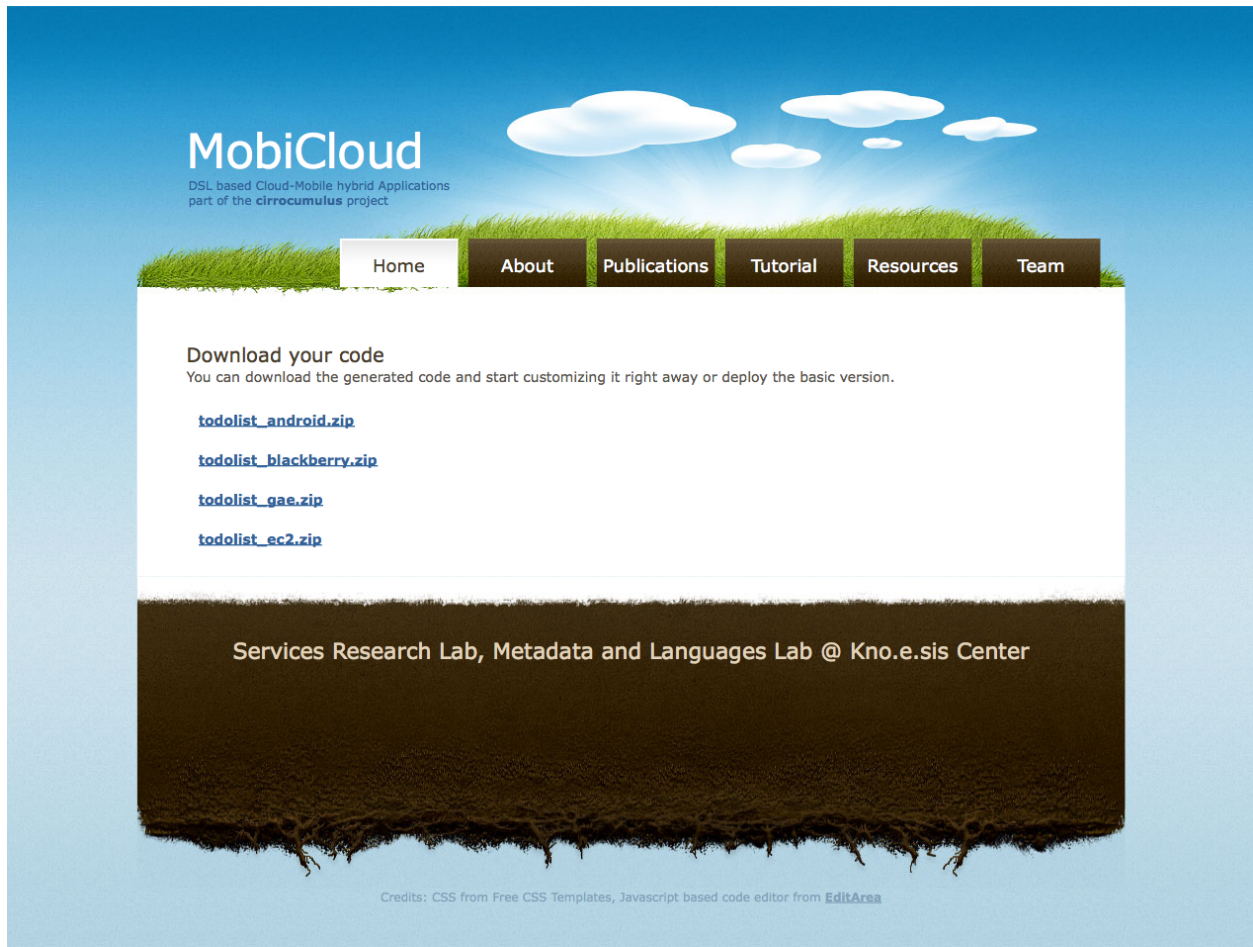 MobiCloud
DSL based Cloud-Mobile hybrid Applications
part of the cirrocumulus project
Home About Publications Tutorial Resources Team
Download your code
You can download the generated code and start customizing it right away or deploy the basic version.
todolist_android.zip
todolist_blackberry.zip
todolist_gae.zip
todolist_ec2.zip
Services Research Lab, Metadata and Languages Lab @ Kno.e.sis Center
Credits: CSS from Free CSS Templates, Javascript based code editor from EditArea